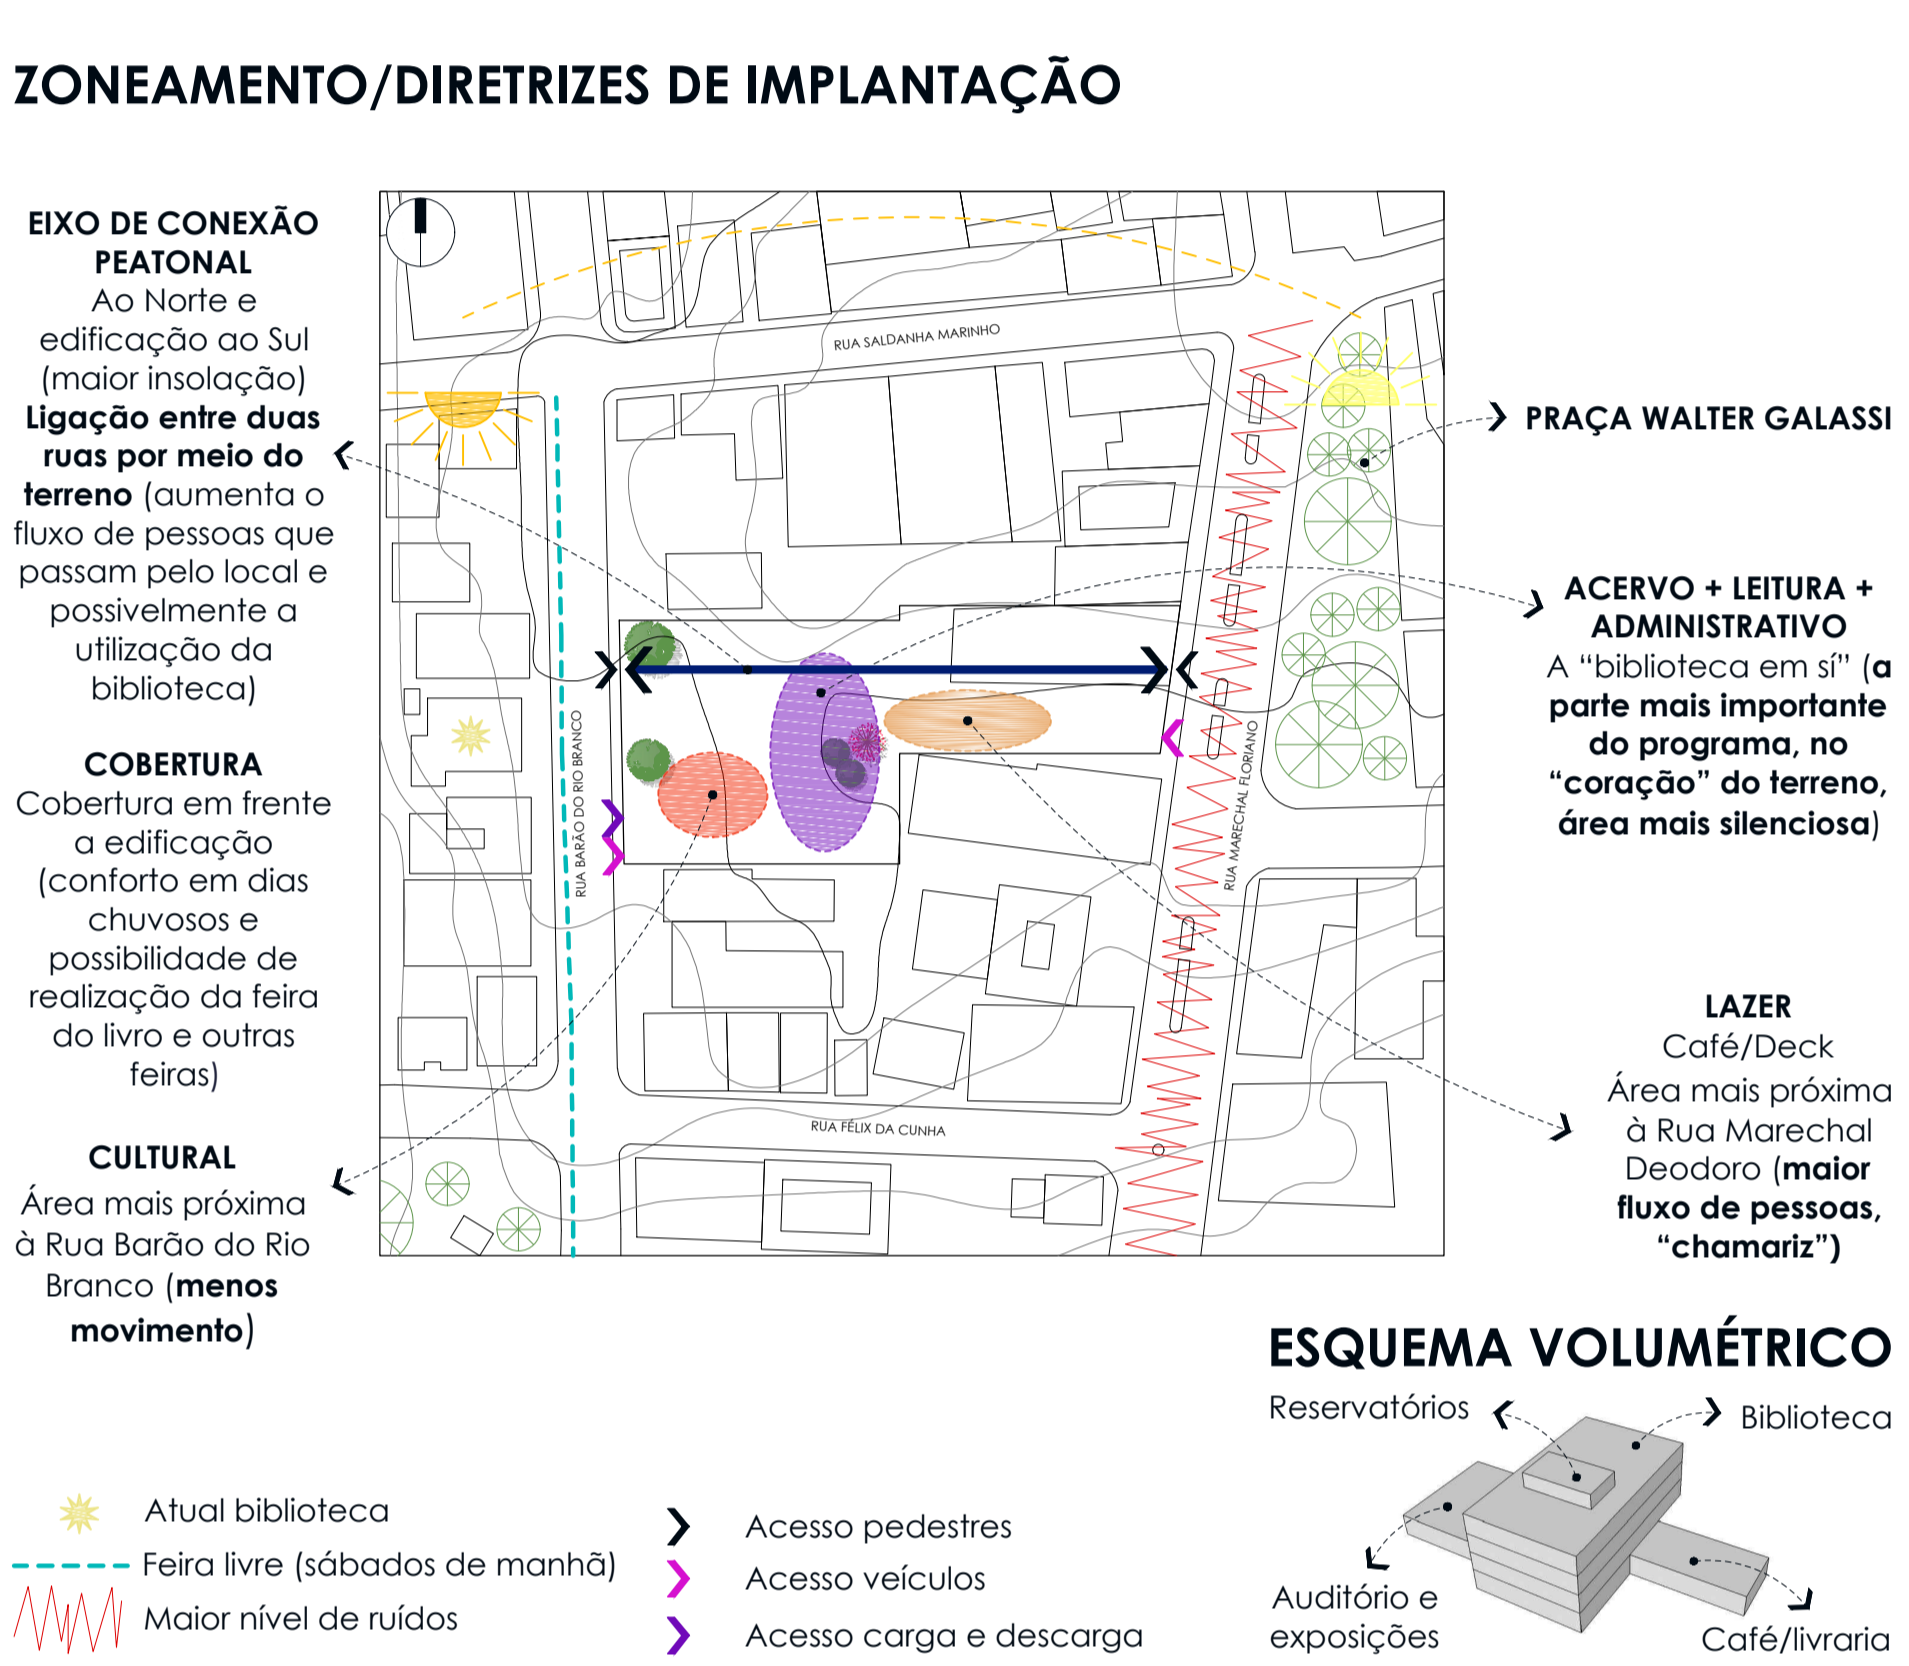 ZONEAMENTO/DIRETRIZES DE IMPLANTAÇÃO
EIXO DE CONEXÃO
PEATONAL
Ao Norte e
edificação ao Sul
(maior insolação)
Ligação entre duas
ruas por meio do
terreno (aumenta o
fluxo de pessoas que
passam pelo local e
possivelmente a
utilização da
biblioteca)
COBERTURA
Cobertura em frente
a edificação
(conforto em dias
chuvosos e
possibilidade de
realização da feira
do livro e outras
feiras)
CULTURAL
Área mais próxima
à Rua Barão do Rio
Branco (menos
movimento)
RUA SALDANHA MARINHO
RUA BARÃO DO RIO BRANCO
RUA MARECHAL FLORIANO
RUA FÉLIX DA CUNHA
PRAÇA WALTER GALASSI
ACERVO + LEITURA +
ADMINISTRATIVO
A “biblioteca em sí” (a
parte mais importante
do programa, no
“coração” do terreno,
área mais silenciosa)
LAZER
Café/Deck
Área mais próxima
à Rua Marechal
Deodoro (maior
fluxo de pessoas,
“chamariz”)
ESQUEMA VOLUMÉTRICO
Reservatórios
Biblioteca
Auditório e
exposições
Café/livraria
Atual biblioteca
Feira livre (sábados de manhã)
Maior nível de ruídos
Acesso pedestres
Acesso veículos
Acesso carga e descarga